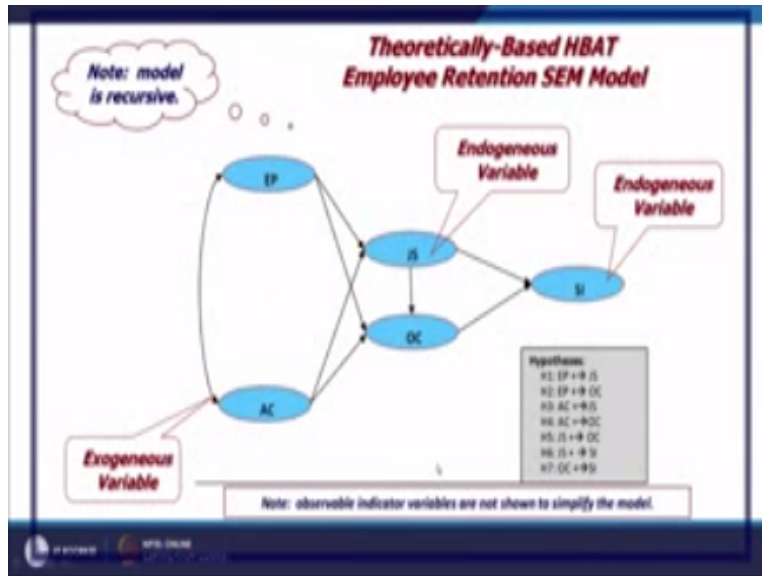 Theoretically-Based HBAT
Employee Retention SEM Model
Note: model
is recursive.
Endogeneous
Variable
Endogeneous
Variable
EP
JS
SI
OC
AC
Exogeneous
Variable
Hypotheses:
H1: EP +→ JS
H2: EP +→ OC
H3: AC +→JS
H4: AC +→OC
H5: JS +→ OC
H6: JS + → SI
H7: OC +→SI
Note: observable indicator variables are not shown to simplify the model.
NPTEL ONLINE